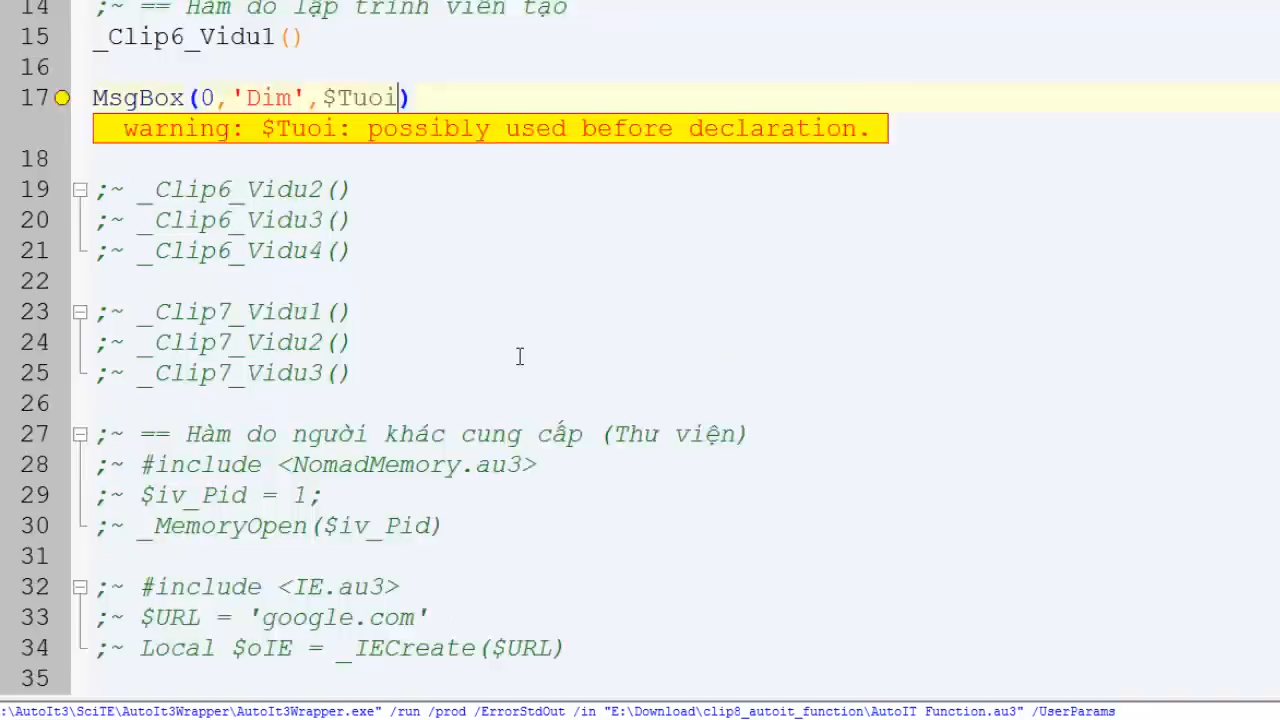 14 ;~ == Hàm do lập trình viên tạo
15 _Clip6_Vidu1()
16
17 MsgBox(0,'Dim',$Tuoi)
warning: $Tuoi: possibly used before declaration.
18
19 ;~ _Clip6_Vidu2()
20 ;~ _Clip6_Vidu3()
21 ;~ _Clip6_Vidu4()
22
23 ;~ _Clip7_Vidu1()
24 ;~ _Clip7_Vidu2()
25 ;~ _Clip7_Vidu3()
26
27 ;~ == Hàm do người khác cung cấp (Thư viện)
28 ;~ #include <NomadMemory.au3>
29 ;~ $iv_Pid = 1;
30 ;~ _MemoryOpen($iv_Pid)
31
32 ;~ #include <IE.au3>
33 ;~ $URL = 'google.com'
34 ;~ Local $oIE = _IECreate($URL)
35
:\AutoIt3\SciTE\AutoIt3Wrapper\AutoIt3Wrapper.exe" /run /prod /ErrorStdOut /in "E:\Download\clip8_autoit_function\AutoIT Function.au3" /UserParams